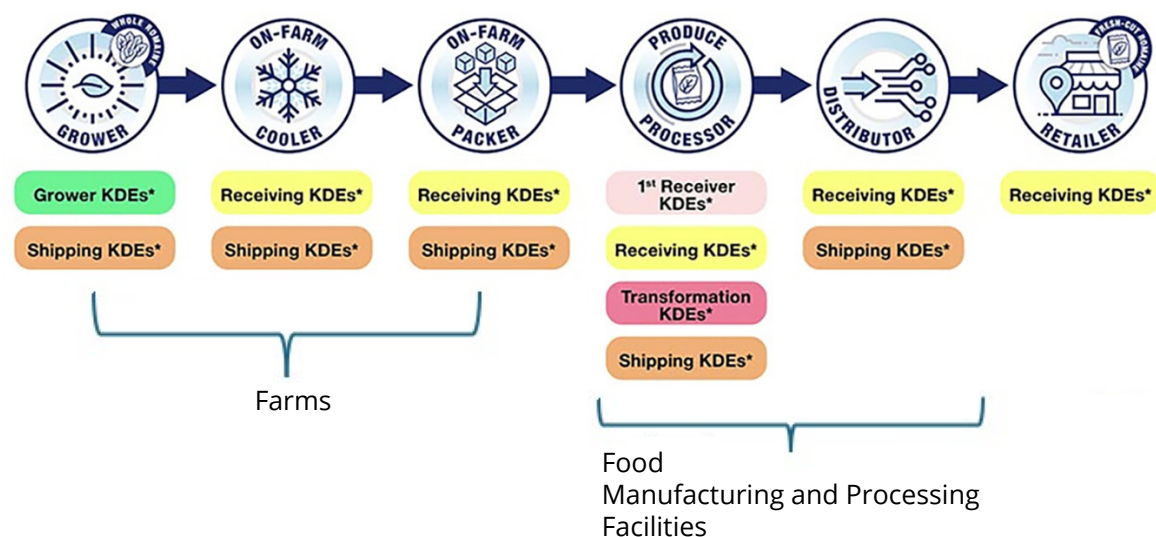 WHOLE ROMAINE
GROWER
ON-FARM
COOLER
ON-FARM
PACKER
PRODUCE
PROCESSOR
DISTRIBUTOR
FRESH-CUT ROMAINE
RETAILER
Grower KDEs*
Receiving KDEs*
Receiving KDEs*
1st Receiver
KDEs*
Receiving KDEs*
Receiving KDEs*
Shipping KDEs*
Shipping KDEs*
Shipping KDEs*
Receiving KDEs*
Shipping KDEs*
Transformation
KDEs*
Shipping KDEs*
Farms
Food
Manufacturing and Processing
Facilities